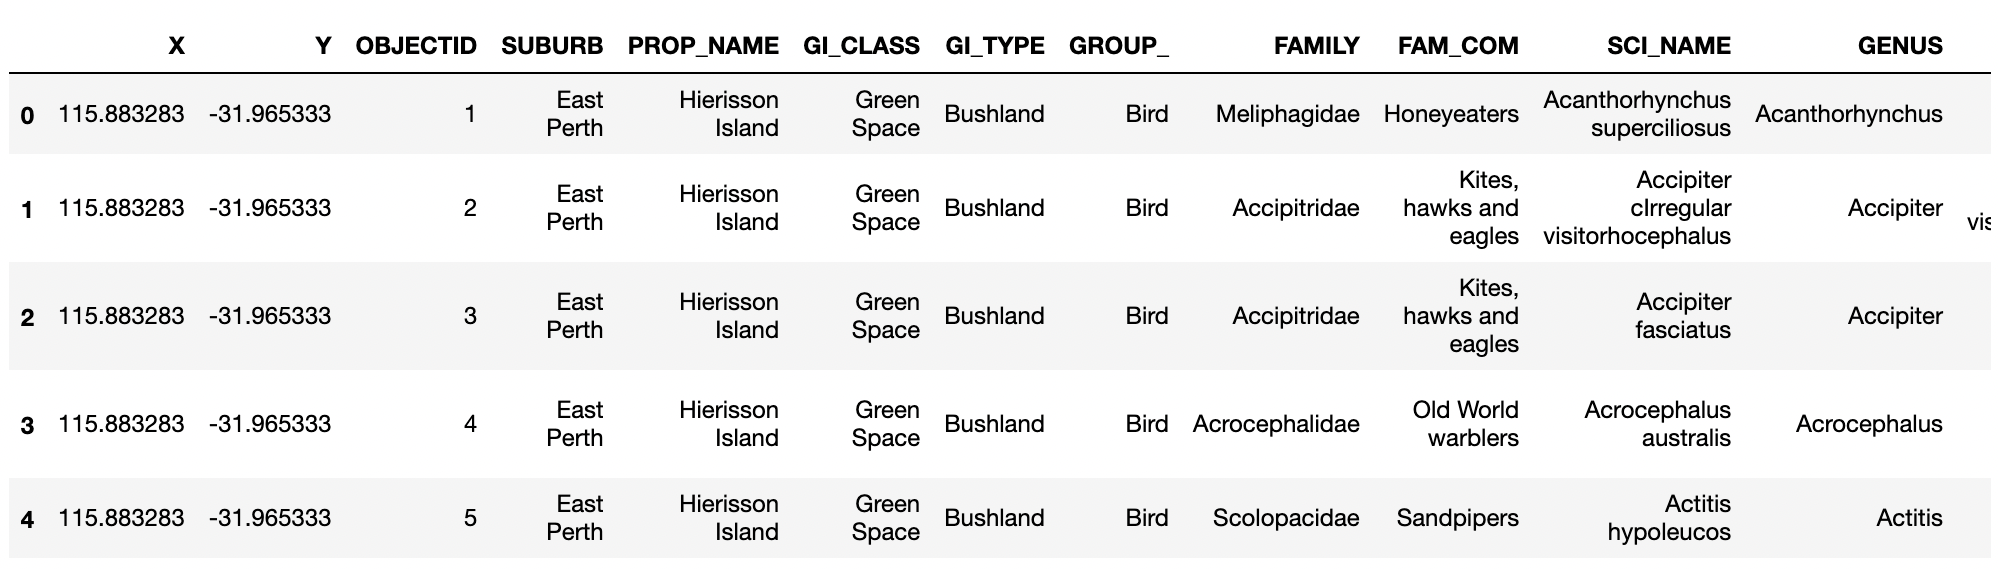 X Y OBJECTID SUBURB PROP_NAME GI_CLASS GI_TYPE GROUP_ FAMILY FAM_COM SCI_NAME GENUS
0 115.883283 -31.965333 1 East Perth Hierisson Island Green Space Bushland Bird Meliphagidae Honeyeaters Acanthorhynchus superciliosus Acanthorhynchus
1 115.883283 -31.965333 2 East Perth Hierisson Island Green Space Bushland Bird Accipitridae Kites, hawks and eagles Accipiter cIrregular visitorhocephalus Accipiter vis
2 115.883283 -31.965333 3 East Perth Hierisson Island Green Space Bushland Bird Accipitridae Kites, hawks and eagles Accipiter fasciatus Accipiter
3 115.883283 -31.965333 4 East Perth Hierisson Island Green Space Bushland Bird Acrocephalidae Old World warblers Acrocephalus australis Acrocephalus
4 115.883283 -31.965333 5 East Perth Hierisson Island Green Space Bushland Bird Scolopacidae Sandpipers Actitis hypoleucos Actitis